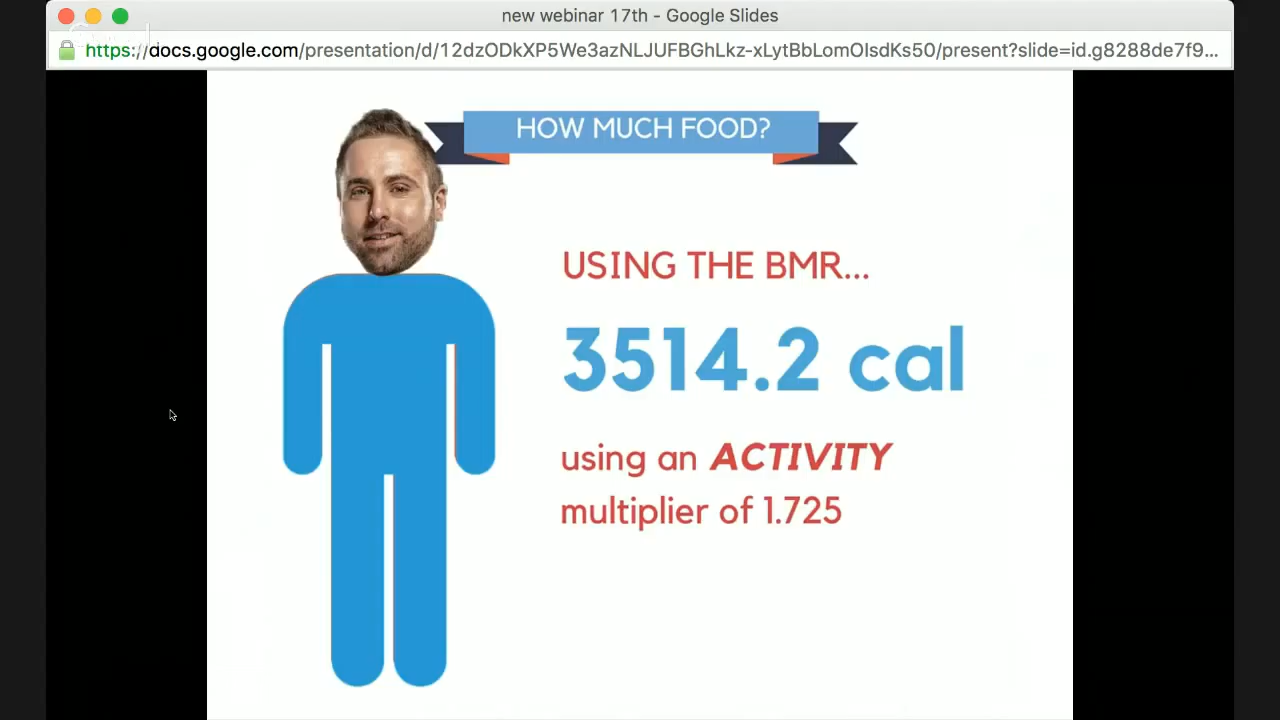 new webinar 17th - Google Slides
https://docs.google.com/presentation/d/12dzODkXP5We3azNLJUFBGhLkz-xLytBbLomOIsdKs50/present?slide=id.g8288de7f9...
HOW MUCH FOOD?
USING THE BMR...
3514.2 cal
using an ACTIVITY
multiplier of 1.725